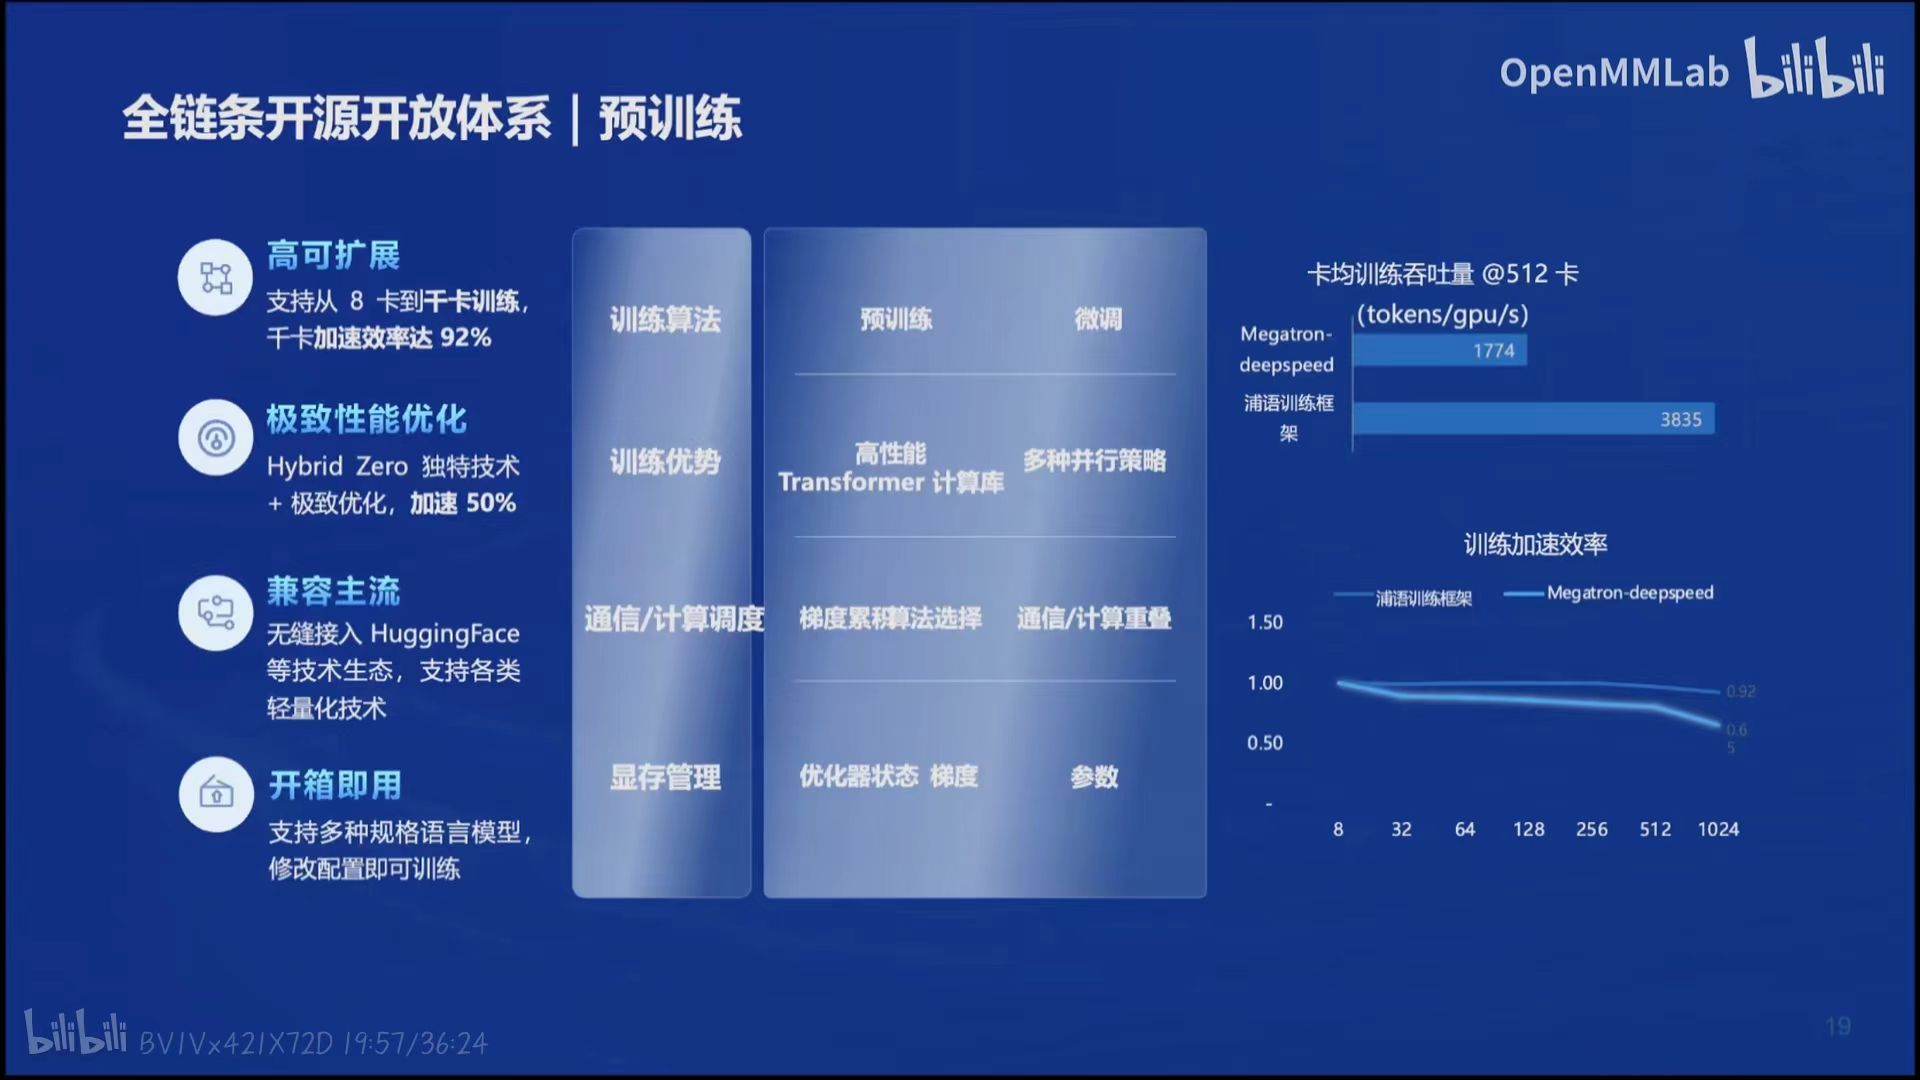 OpenMMLab bilibili
全链条开源开放体系 | 预训练
高可扩展
支持从 8 卡到千卡训练,
千卡加速效率达 92%
极致性能优化
Hybrid Zero 独特技术
+ 极致优化, 加速 50%
兼容主流
无缝接入 HuggingFace
等技术生态, 支持各类
轻量化技术
开箱即用
支持多种规格语言模型,
修改配置即可训练
训练算法 预训练 微调
训练优势 高性能
Transformer 计算库 多种并行策略
通信/计算调度 梯度累积算法选择 通信/计算重叠
显存管理 优化器状态 梯度 参数
卡均训练吞吐量 @512 卡
(tokens/gpu/s)
Megatron-
deepspeed 1774
浦语训练框
架 3835
训练加速效率
浦语训练框架 Megatron-deepspeed
1.50
1.00
0.50
-
0.92
0.6
5
8 32 64 128 256 512 1024
19
bilibili BV1Vx421X72D 19:57/36:24